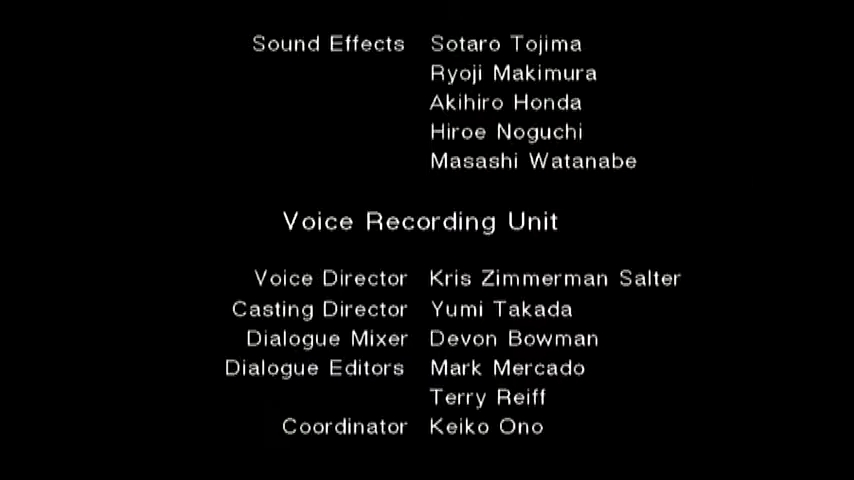 Sound Effects Sotaro Tojima
Ryoji Makimura
Akihiro Honda
Hiroe Noguchi
Masashi Watanabe
Voice Recording Unit
Voice Director Kris Zimmerman Salter
Casting Director Yumi Takada
Dialogue Mixer Devon Bowman
Dialogue Editors Mark Mercado
Terry Reiff
Coordinator Keiko Ono